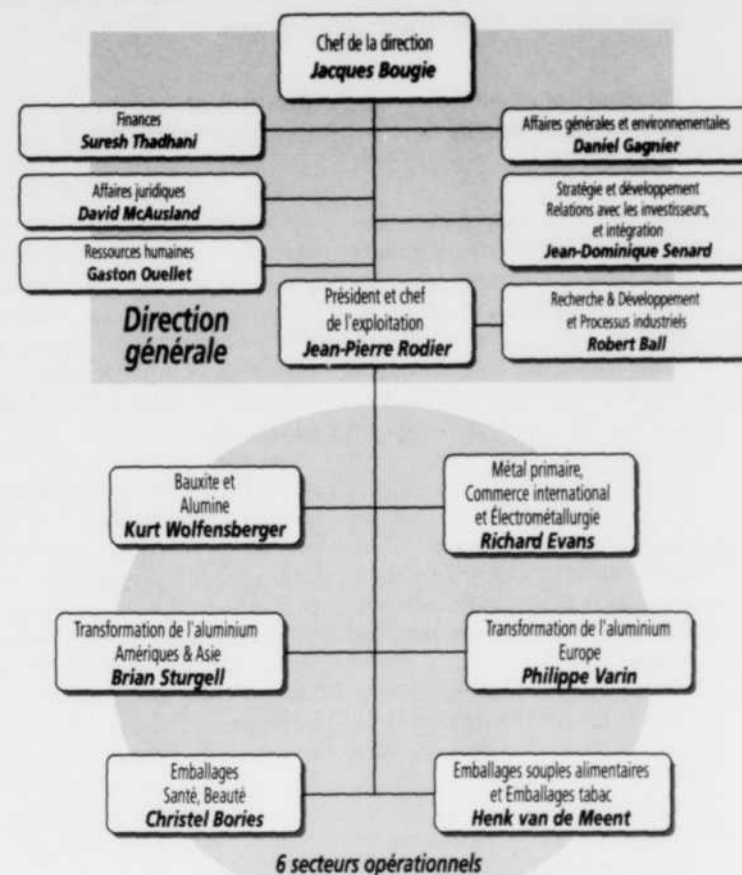 Chef de la direction
Jacques Bougie
Finances
Suresh Thadhani
Affaires générales et environnementales
Daniel Gagnier
Affaires juridiques
David McAusland
Stratégie et développement
Relations avec les investisseurs,
et intégration
Jean-Dominique Senard
Ressources humaines
Gaston Ouellet
Direction
générale
Président et chef
de l'exploitation
Jean-Pierre Rodier
Recherche & Développement
et Processus industriels
Robert Ball
Bauxite et
Alumine
Kurt Wolfensberger
Métal primaire,
Commerce international
et Électrométallurgie
Richard Evans
Transformation de l'aluminium
Amériques & Asie
Brian Sturgell
Transformation de l'aluminium
Europe
Philippe Varin
Emballages
Santé, Beauté
Christel Bories
Emballages souples alimentaires
et Emballages tabac
Henk van de Meent
6 secteurs opérationnels